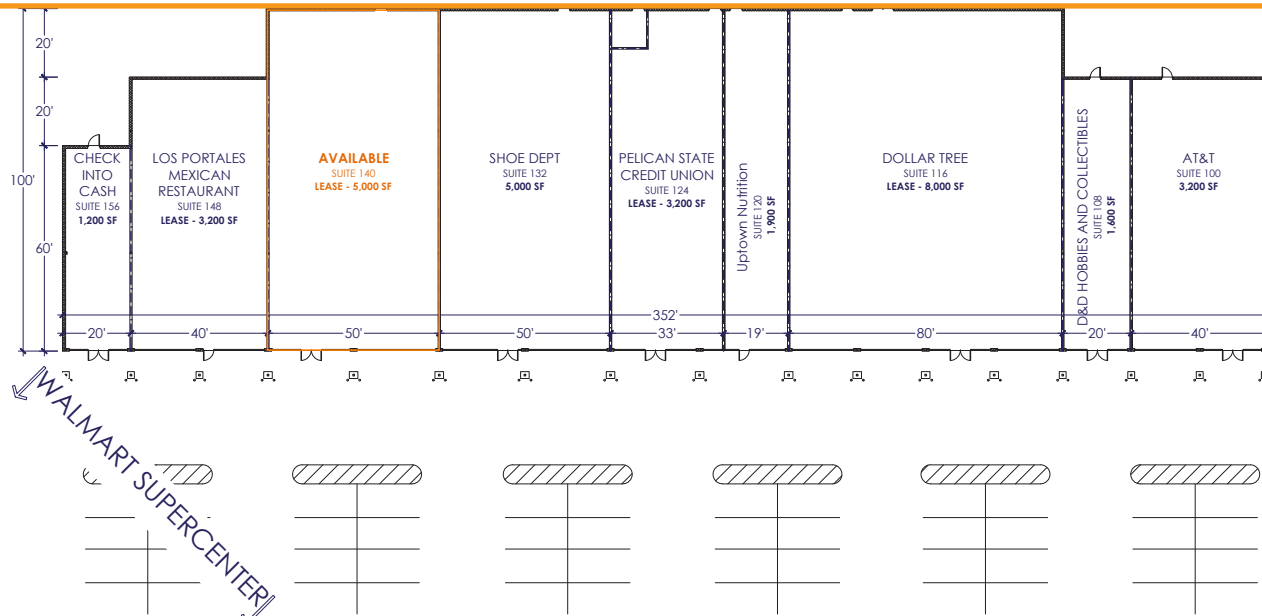 20'
20'
100'
60'
CHECK
INTO
CASH
SUITE 156
1,200 SF
LOS PORTALES
MEXICAN
RESTAURANT
SUITE 148
LEASE - 3,200 SF
AVAILABLE
SUITE 140
LEASE - 5,000 SF
SHOE DEPT
SUITE 132
5,000 SF
PELICAN STATE
CREDIT UNION
SUITE 124
LEASE - 3,200 SF
Uptown Nutrition
SUITE 120
1,900 SF
DOLLAR TREE
SUITE 116
LEASE - 8,000 SF
D&D HOBBIES AND COLLECTIBLES
SUITE 108
1,600 SF
AT&T
SUITE 100
3,200 SF
352'
20'
40'
50'
50'
33'
19'
80'
20'
40'
WALMART SUPERCENTER